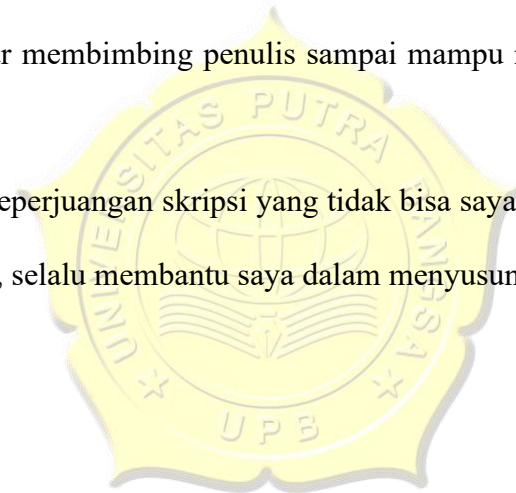 r membimbing penulis sampai mampu
UNIVERSITAS PUTRA BANGSA
eperjuangan skripsi yang tidak bisa saya
, selalu membantu saya dalam menyusun
UPB